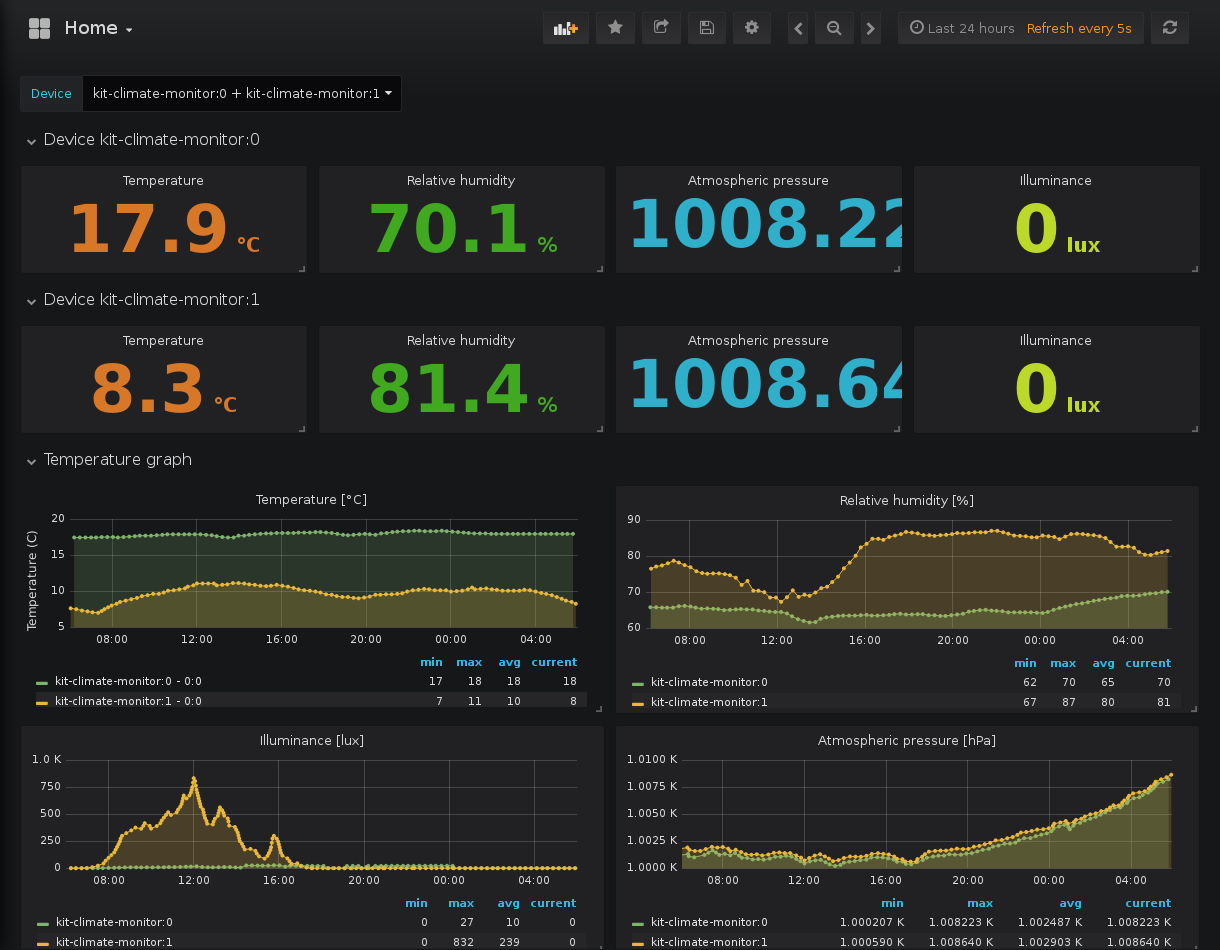 Home
Last 24 hours Refresh every 5s
Device kit-climate-monitor:0 + kit-climate-monitor:1
Device kit-climate-monitor:0
Temperature Relative humidity Atmospheric pressure Illuminance
17.9 °C 70.1 % 1008.22 0 lux
Device kit-climate-monitor:1
Temperature Relative humidity Atmospheric pressure Illuminance
8.3 °C 81.4 % 1008.64 0 lux
Temperature graph
Temperature [°C]
Temperature (C)
20
15
10
5
08:00 12:00 16:00 20:00 00:00 04:00
min max avg current
kit-climate-monitor:0 - 0:0 17 18 18 18
kit-climate-monitor:1 - 0:0 7 11 10 8
Relative humidity [%]
90
80
70
60
08:00 12:00 16:00 20:00 00:00 04:00
min max avg current
kit-climate-monitor:0 62 70 65 70
kit-climate-monitor:1 67 87 80 81
Illuminance [lux]
1.0 K
750
500
250
0
08:00 12:00 16:00 20:00 00:00 04:00
min max avg current
kit-climate-monitor:0 0 27 10 0
kit-climate-monitor:1 0 832 239 0
Atmospheric pressure [hPa]
1.0100 K
1.0075 K
1.0050 K
1.0025 K
1.0000 K
08:00 12:00 16:00 20:00 00:00 04:00
min max avg current
kit-climate-monitor:0 1.000207 K 1.008223 K 1.002487 K 1.008223 K
kit-climate-monitor:1 1.000590 K 1.008640 K 1.002903 K 1.008640 K